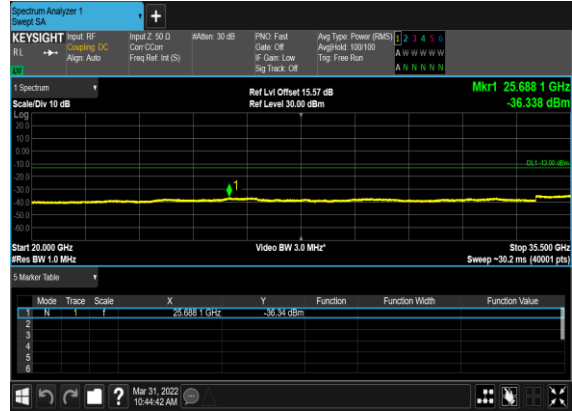 Spectrum Analyzer 1
Swept SA
+
KEYSIGHT Input: RF Input Z: 50 Ω #Atten: 30 dB PNO: Fast Avg Type: Power (RMS) 1 2 3 4 5 6
RL Coupling: DC Corr CCorr Gate: Off Avg|Hold: 100/100 A W W W W W
Align: Auto Freq Ref: Int (S) IF Gain: Low Trig: Free Run
Sig Track: Off A N N N N N
LW
1 Spectrum Ref Lvl Offset 15.57 dB Mkr1 25.688 1 GHz
Scale/Div 10 dB Ref Level 30.00 dBm -36.338 dBm
Log
20.0
10.0
0.00
-10.0 DL1 -13.00 dBm
-20.0
-30.0 1
-40.0
-50.0
-60.0
Start 20.000 GHz Video BW 3.0 MHz* Stop 35.500 GHz
#Res BW 1.0 MHz Sweep ~30.2 ms (40001 pts)
5 Marker Table
Mode Trace Scale X Y Function Function Width Function Value
1 N 1 f 25.688 1 GHz -36.34 dBm
2
3
4
5
6
? Mar 31, 2022
10:44:42 AM